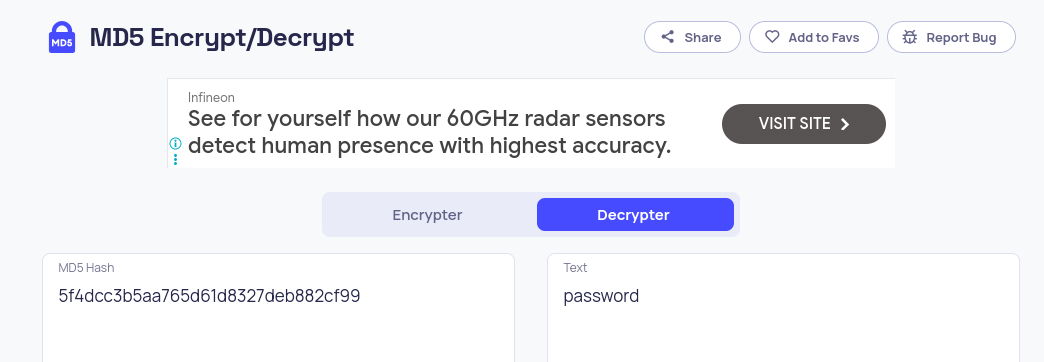 MD5
MD5 Encrypt/Decrypt
Share
Add to Favs
Report Bug
Infineon
See for yourself how our 60GHz radar sensors
detect human presence with highest accuracy.
VISIT SITE
Encrypter
Decrypter
MD5 Hash
5f4dcc3b5aa765d61d8327deb882cf99
Text
password